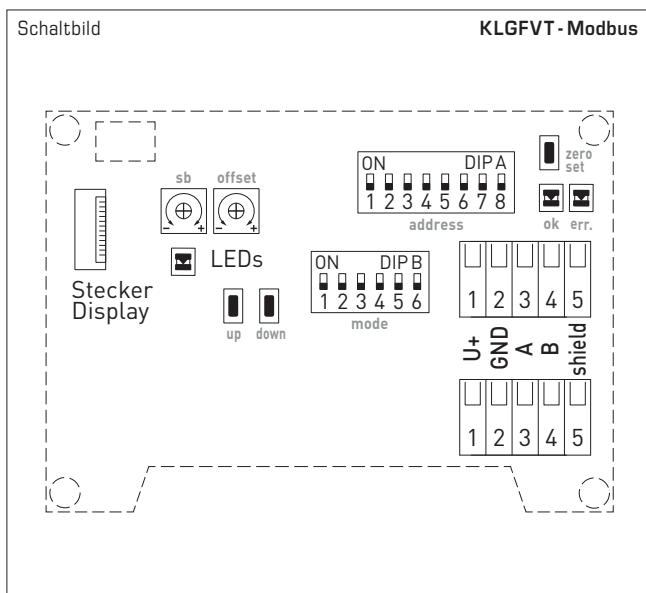 Schaltbild KLGFVT - Modbus
sb offset
ON DIP A
1 2 3 4 5 6 7 8
address
zero
set
ok err.
LEDs
Stecker
Display
up down
ON DIP B
1 2 3 4 5 6
mode
1 2 3 4 5
U+
GND
A
B
shield
1 2 3 4 5
- +
- +